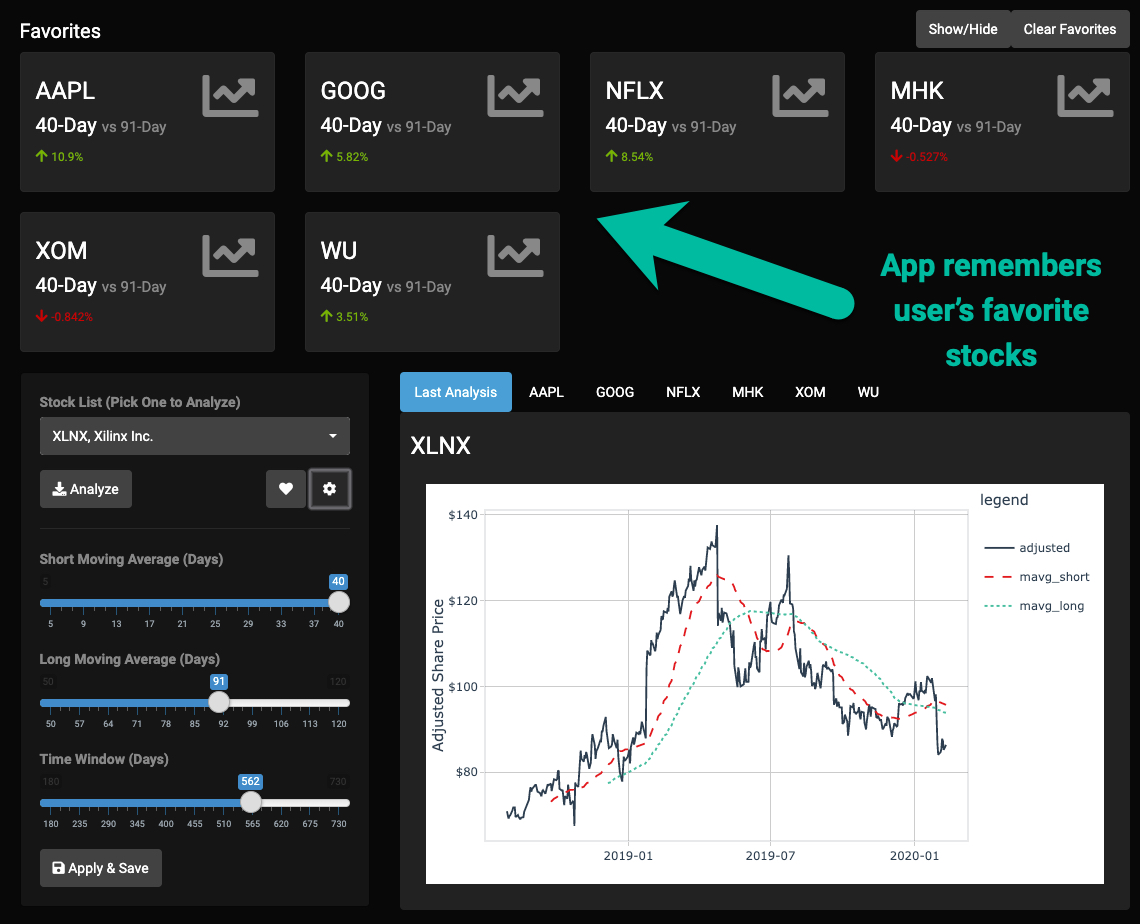 Favorites
Show/Hide
Clear Favorites
AAPL
40-Day vs 91-Day
10.9%
GOOG
40-Day vs 91-Day
5.82%
NFLX
40-Day vs 91-Day
8.54%
MHK
40-Day vs 91-Day
-0.527%
XOM
40-Day vs 91-Day
-0.842%
WU
40-Day vs 91-Day
3.51%
App remembers
user’s favorite
stocks
Stock List (Pick One to Analyze)
XLNX, Xilinx Inc.
Analyze
Short Moving Average (Days)
5
40
5 9 13 17 21 25 29 33 37 40
Long Moving Average (Days)
50
91
120
50 57 64 71 78 85 92 99 106 113 120
Time Window (Days)
180
562
730
180 235 290 345 400 455 510 565 620 675 730
Apply & Save
Last Analysis AAPL GOOG NFLX MHK XOM WU
XLNX
legend
adjusted
mavg_short
mavg_long
Adjusted Share Price
$140
$120
$100
$80
2019-01 2019-07 2020-01